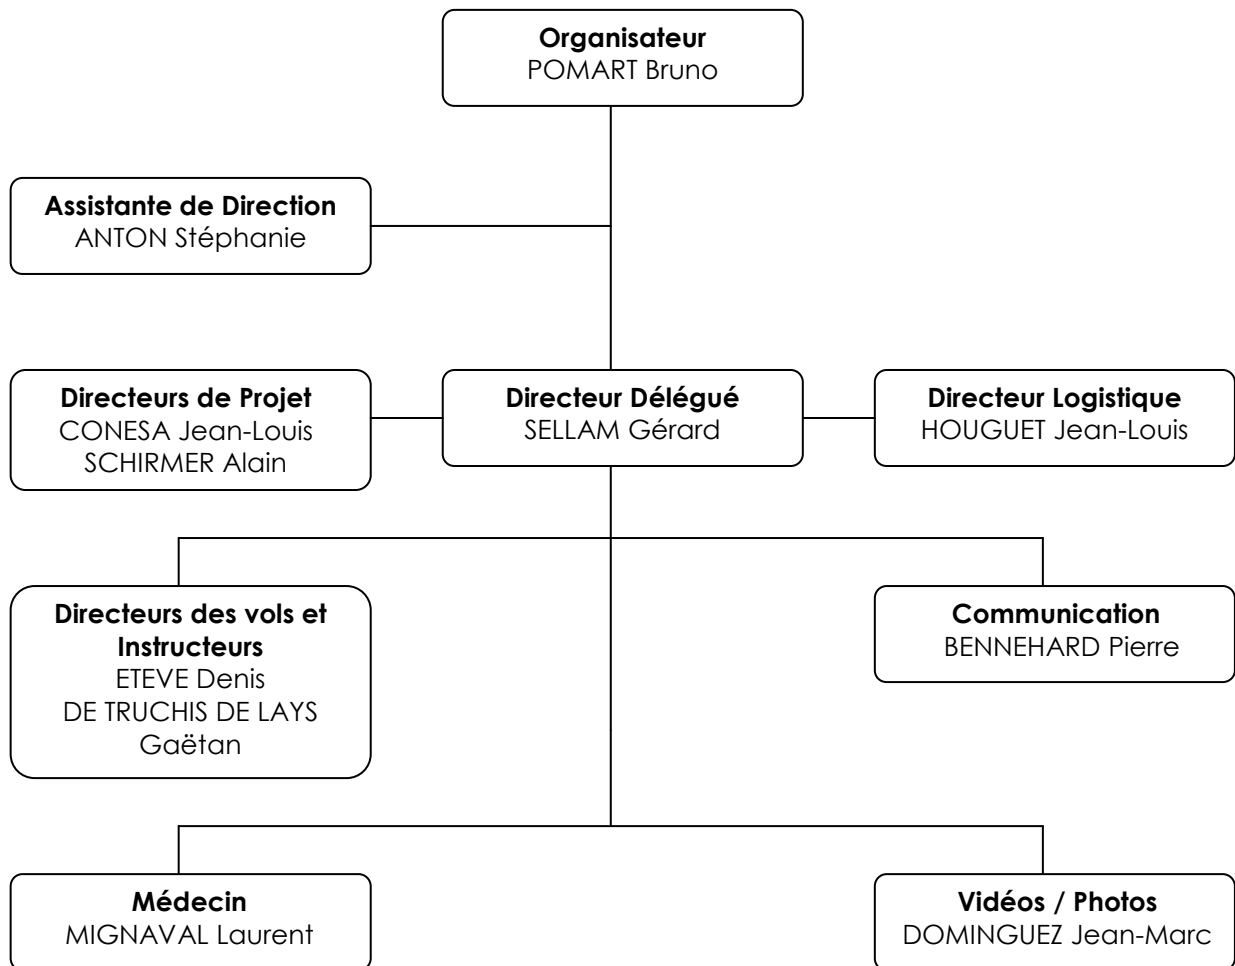 Organisateur
POMART Bruno
Assistante de Direction
ANTON Stéphanie
Directeurs de Projet
CONESA Jean-Louis
SCHIRMER Alain
Directeur Délégué
SELLAM Gérard
Directeur Logistique
HOUGUET Jean-Louis
Directeurs des vols et
Instructeurs
ETEVE Denis
DE TRUCHIS DE LAYS
Gaëtan
Communication
BENNEHARD Pierre
Médecin
MIGNAVAL Laurent
Vidéos / Photos
DOMINGUEZ Jean-Marc